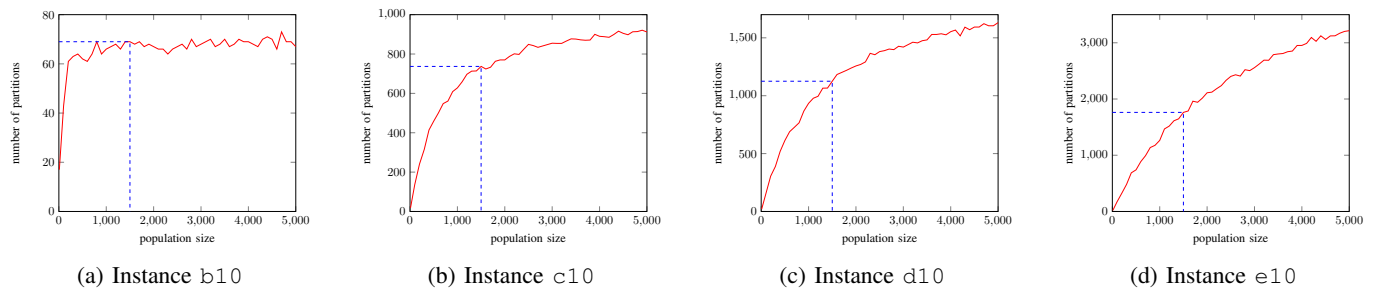 number of partitions
80
60
40
20
0
0 1,000 2,000 3,000 4,000 5,000
population size
(a) Instance b10
number of partitions
1,000
800
600
400
200
0
0 1,000 2,000 3,000 4,000 5,000
population size
(b) Instance c10
number of partitions
1,500
1,000
500
0
0 1,000 2,000 3,000 4,000 5,000
population size
(c) Instance d10
number of partitions
3,000
2,000
1,000
0
0 1,000 2,000 3,000 4,000 5,000
population size
(d) Instance e10